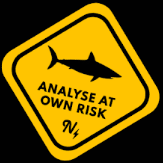 ANALYSE AT
OWN RISK
N